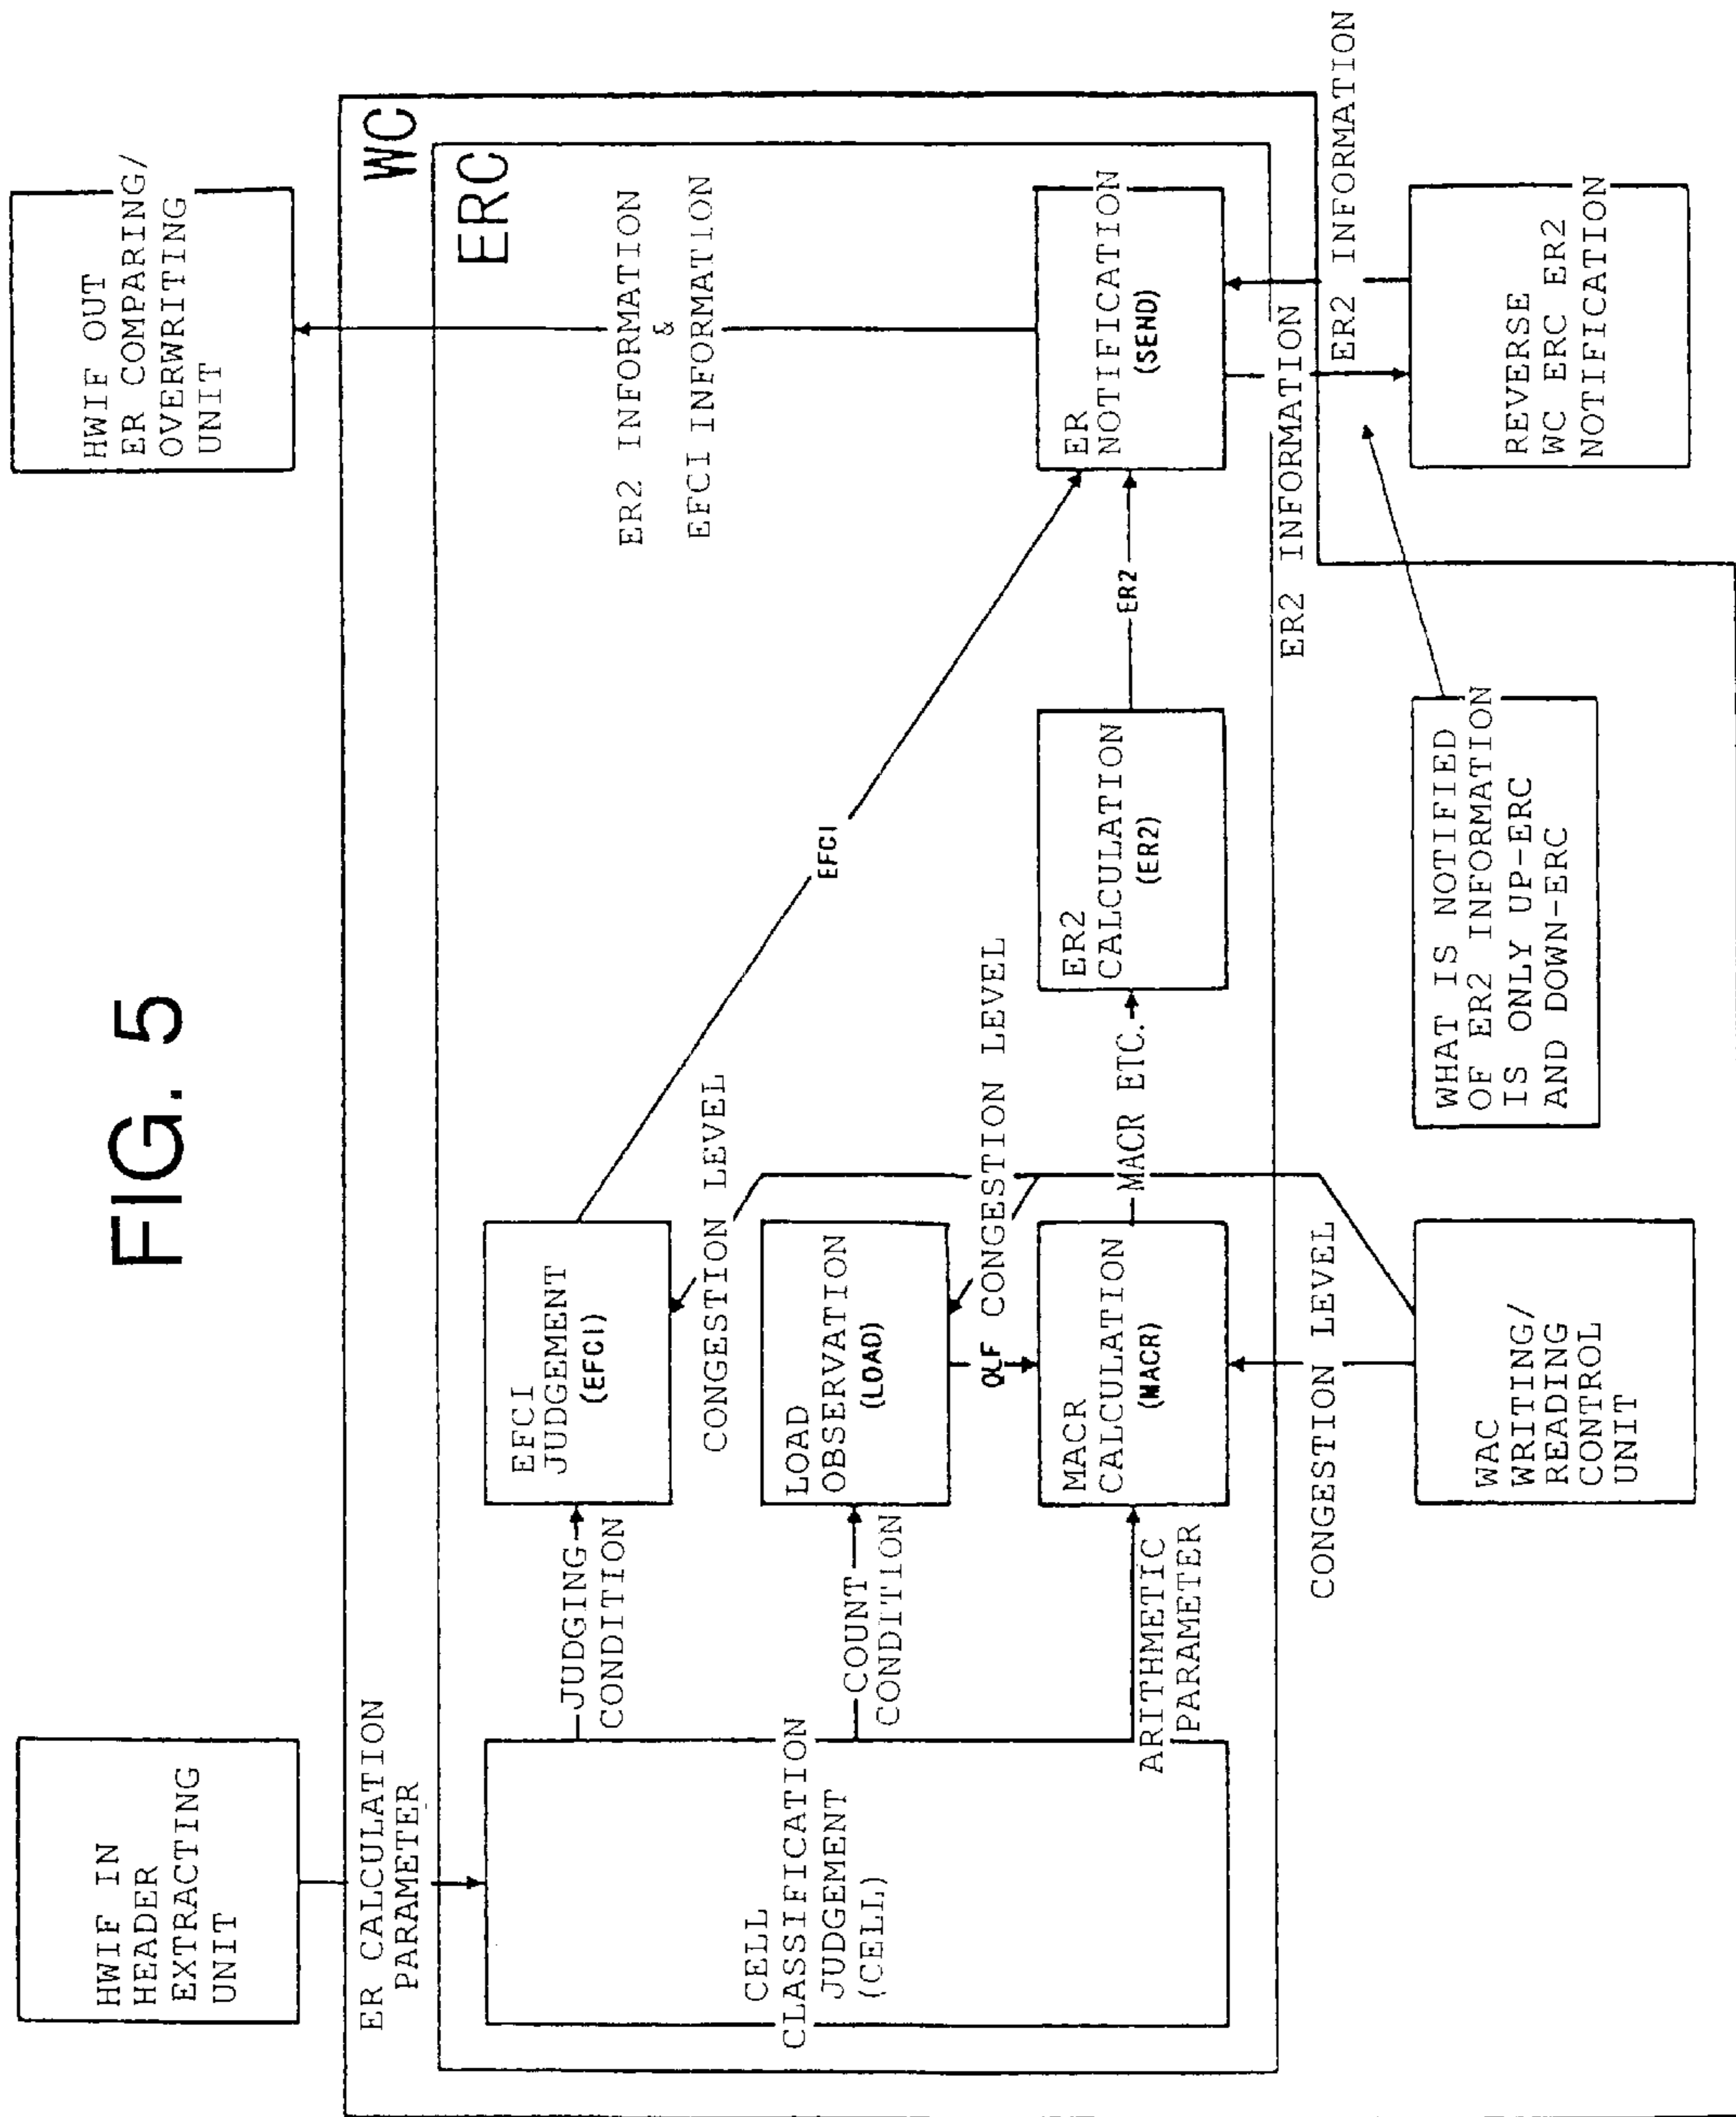 FIG. 5
HWIF IN
HEADER
EXTRACTING
UNIT
HWIF OUT
ER COMPARING/
OVERWRITING
UNIT
WC
ER CALCULATION
PARAMETER
ERC
CELL
CLASSIFICATION
JUDGEMENT
(CELL)
JUDGING
CONDITION
EFCI
JUDGEMENT
(EFCI)
CONGESTION LEVEL
EFCI
ER2 INFORMATION
&
EFCI INFORMATION
COUNT
CONDITION
LOAD
OBSERVATION
(LOAD)
QLF
CONGESTION LEVEL
ARITHMETIC
PARAMETER
MACR
CALCULATION
(MACR)
MACR ETC.
ER2
CALCULATION
(ER2)
ER2
ER
NOTIFICATION
(SEND)
ER2 INFORMATION
ER2 INFORMATION
CONGESTION LEVEL
WAC
WRITING/
READING
CONTROL
UNIT
WHAT IS NOTIFIED
OF ER2 INFORMATION
IS ONLY UP-ERC
AND DOWN-ERC
REVERSE
WC ERC ER2
NOTIFICATION